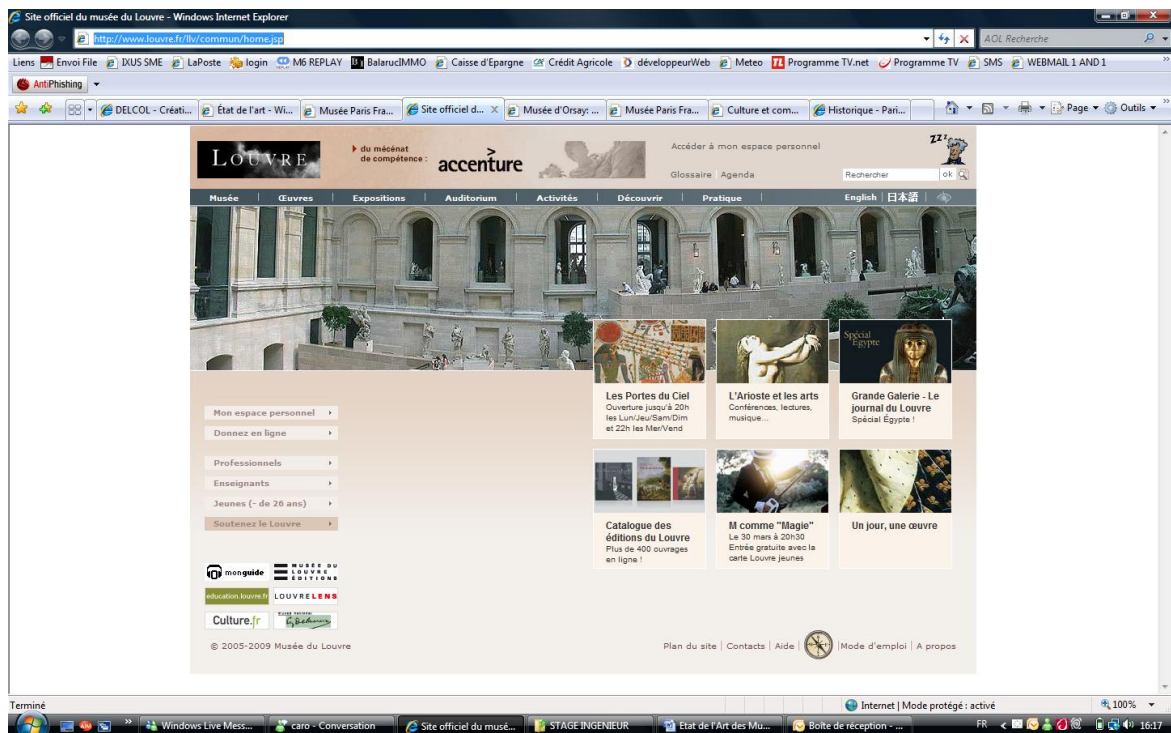 Site officiel du musée du Louvre - Windows Internet Explorer
http://www.louvre.fr/llv/commun/home.jsp
AOL Recherche
Liens Envoi File IXUS SME LaPoste login M6 REPLAY BalarucIMMO Caisse d'Epargne Crédit Agricole développeurWeb Meteo Programme TV.net Programme TV SMS WEBMAIL 1 AND 1
AntiPhishing
DELCOL - Créati... État de l'art - Wi... Musée Paris Fra... Site officiel d... X Musée d'Orsay: ... Musée Paris Fra... Culture et com... Historique - Pari... Page Outils
LOUVRE
du mécénat
de compétence :
accenture
Accéder à mon espace personnel
Glossaire | Agenda
Rechercher ok
Musée | Œuvres | Expositions | Auditorium | Activités | Découvrir | Pratique | English | 日本語
Spécial
Egypte
Les Portes du Ciel
Ouverture jusqu'à 20h
les Lun/Jeu/Sam/Dim
et 22h les Mer/Vend
L'Arioste et les arts
Conférences, lectures,
musique...
Grande Galerie - Le
journal du Louvre
Spécial Égypte !
Mon espace personnel
Donnez en ligne
Professionnels
Enseignants
Jeunes (- de 26 ans)
Soutenez le Louvre
Catalogue des
éditions du Louvre
Plus de 400 ouvrages
en ligne !
M comme "Magie"
Le 30 mars à 20h30
Entrée gratuite avec la
carte Louvre jeunes
Un jour, une œuvre
monguide
MUSÉE DU
LOUVRE
ÉDITIONS
education.louvre.fr
LOUVRELENS
Culture.fr
© 2005-2009 Musée du Louvre
Plan du site | Contacts | Aide | Mode d'emploi | A propos
Terminé
Internet | Mode protégé : activé
100%
Windows Live Mess... caro - Conversation Site officiel du musé... STAGE INGENIEUR Etat de l'Art des Mu... Boîte de réception - ... FR 16:17